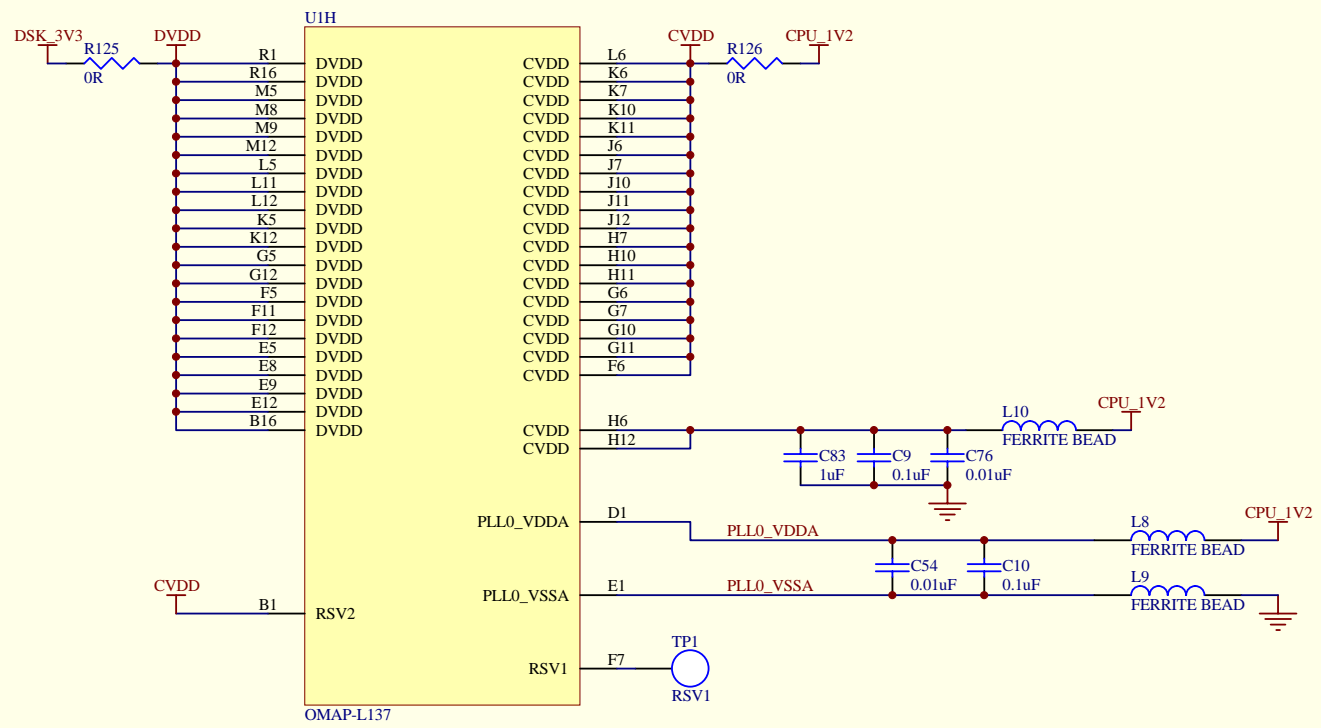 U1H
DSK_3V3
R125
0R
DVDD
CVDD
R126
0R
CPU_1V2
R1 DVDD CVDD L6
R16 DVDD CVDD K6
M5 DVDD CVDD K7
M8 DVDD CVDD K10
M9 DVDD CVDD K11
M12 DVDD CVDD J6
L5 DVDD CVDD J7
L11 DVDD CVDD J10
L12 DVDD CVDD J11
K5 DVDD CVDD J12
K12 DVDD CVDD H7
G5 DVDD CVDD H10
G12 DVDD CVDD H11
F5 DVDD CVDD G6
F11 DVDD CVDD G7
F12 DVDD CVDD G10
E5 DVDD CVDD G11
E8 DVDD CVDD F6
E9 DVDD
E12 DVDD
B16 DVDD CVDD H6
CVDD H12
L10
FERRITE BEAD
CPU_1V2
C83
1uF
C9
0.1uF
C76
0.01uF
PLL0_VDDA D1
PLL0_VDDA
L8
FERRITE BEAD
CPU_1V2
C54
0.01uF
C10
0.1uF
PLL0_VSSA E1
PLL0_VSSA
L9
FERRITE BEAD
CVDD
B1 RSV2
RSV1 F7
TP1
RSV1
OMAP-L137